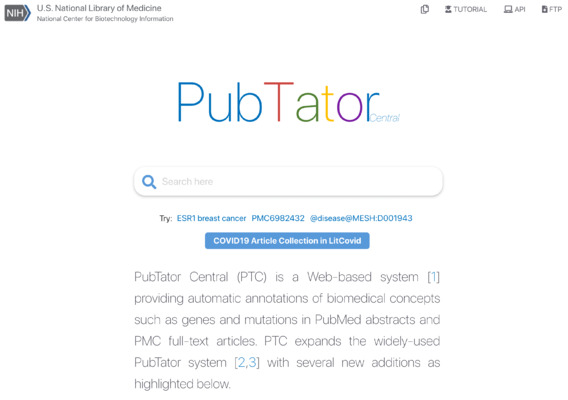 NIH
U.S. National Library of Medicine
National Center for Biotechnology Information
TUTORIAL
API
FTP
PubTator
Central
Search here
Try: ESR1 breast cancer PMC6982432 @disease@MESH:D001943
COVID19 Article Collection in LitCovid
PubTator Central (PTC) is a Web-based system [1]
providing automatic annotations of biomedical concepts
such as genes and mutations in PubMed abstracts and
PMC full-text articles. PTC expands the widely-used
PubTator system [2,3] with several new additions as
highlighted below.